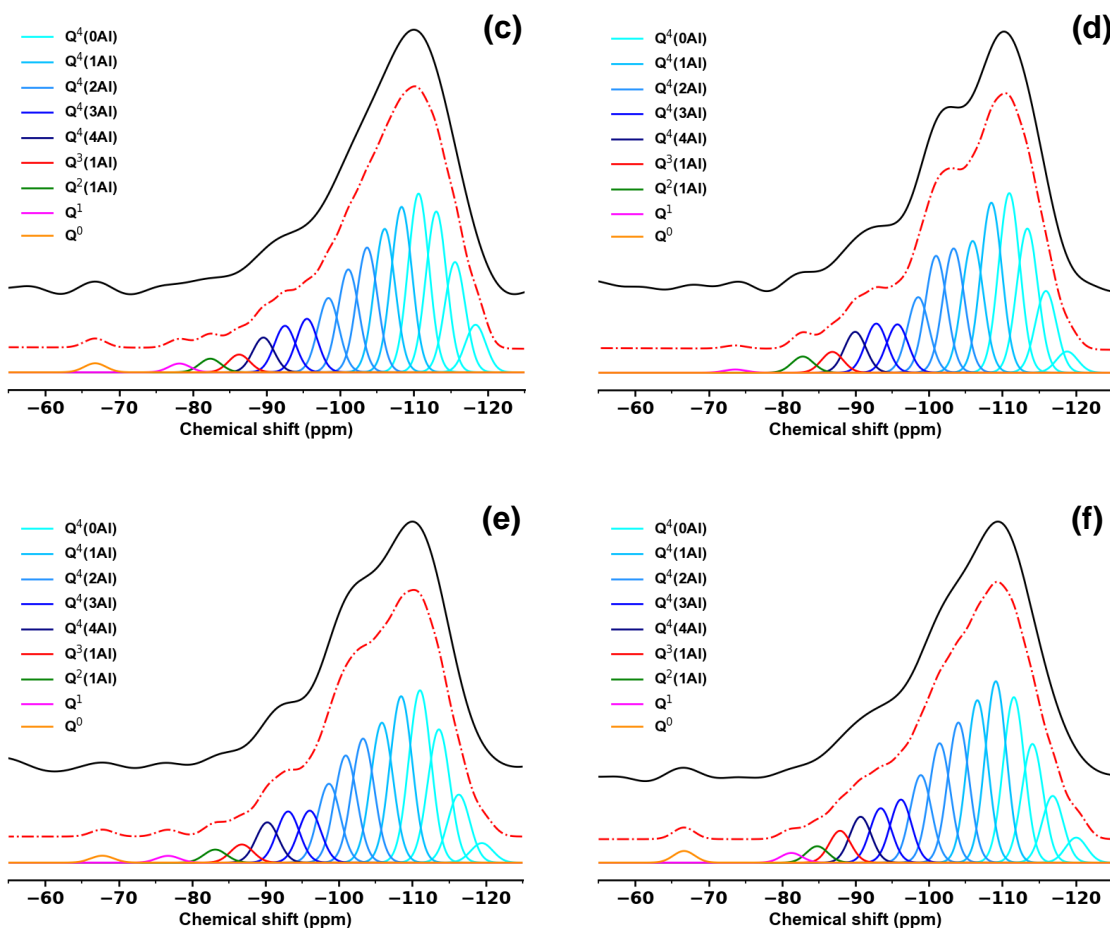 (c)
Q⁴(0Al)
Q⁴(1Al)
Q⁴(2Al)
Q⁴(3Al)
Q⁴(4Al)
Q³(1Al)
Q²(1Al)
Q¹
Q⁰
−60 −70 −80 −90 −100 −110 −120
Chemical shift (ppm)
(d)
Q⁴(0Al)
Q⁴(1Al)
Q⁴(2Al)
Q⁴(3Al)
Q⁴(4Al)
Q³(1Al)
Q²(1Al)
Q¹
Q⁰
−60 −70 −80 −90 −100 −110 −120
Chemical shift (ppm)
(e)
Q⁴(0Al)
Q⁴(1Al)
Q⁴(2Al)
Q⁴(3Al)
Q⁴(4Al)
Q³(1Al)
Q²(1Al)
Q¹
Q⁰
−60 −70 −80 −90 −100 −110 −120
Chemical shift (ppm)
(f)
Q⁴(0Al)
Q⁴(1Al)
Q⁴(2Al)
Q⁴(3Al)
Q⁴(4Al)
Q³(1Al)
Q²(1Al)
Q¹
Q⁰
−60 −70 −80 −90 −100 −110 −120
Chemical shift (ppm)